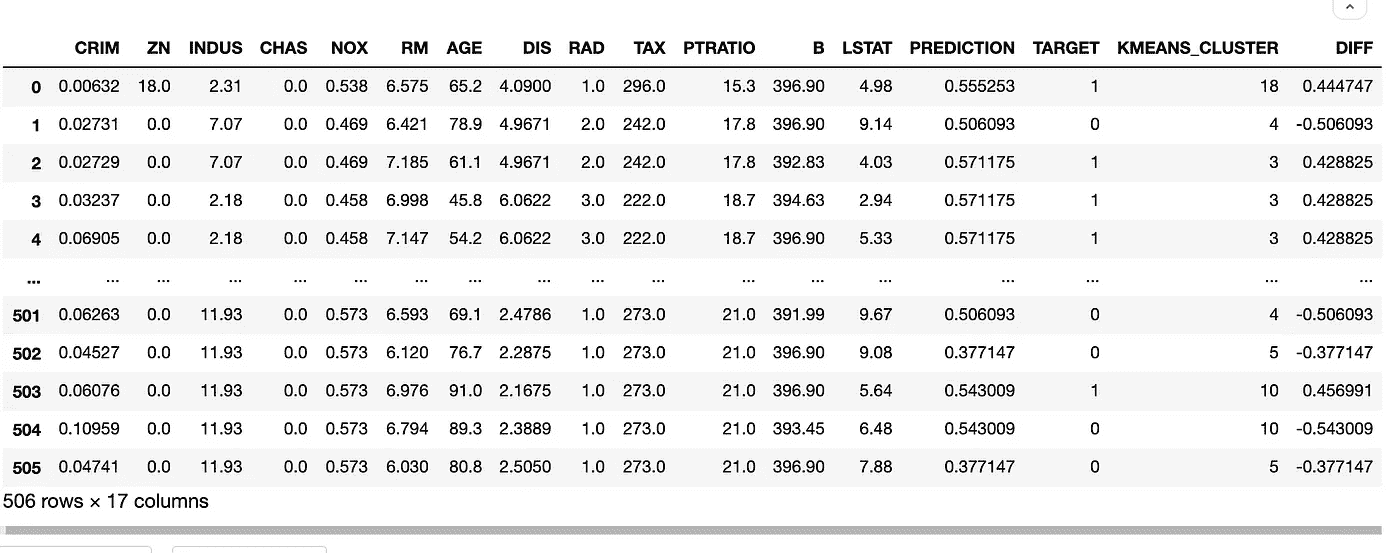 CRIM ZN INDUS CHAS NOX RM AGE DIS RAD TAX PTRATIO B LSTAT PREDICTION TARGET KMEANS_CLUSTER DIFF
0 0.00632 18.0 2.31 0.0 0.538 6.575 65.2 4.0900 1.0 296.0 15.3 396.90 4.98 0.555253 1 18 0.444747
1 0.02731 0.0 7.07 0.0 0.469 6.421 78.9 4.9671 2.0 242.0 17.8 396.90 9.14 0.506093 0 4 -0.506093
2 0.02729 0.0 7.07 0.0 0.469 7.185 61.1 4.9671 2.0 242.0 17.8 392.83 4.03 0.571175 1 3 0.428825
3 0.03237 0.0 2.18 0.0 0.458 6.998 45.8 6.0622 3.0 222.0 18.7 394.63 2.94 0.571175 1 3 0.428825
4 0.06905 0.0 2.18 0.0 0.458 7.147 54.2 6.0622 3.0 222.0 18.7 396.90 5.33 0.571175 1 3 0.428825
... ... ... ... ... ... ... ... ... ... ... ... ... ... ... ... ... ...
501 0.06263 0.0 11.93 0.0 0.573 6.593 69.1 2.4786 1.0 273.0 21.0 391.99 9.67 0.506093 0 4 -0.506093
502 0.04527 0.0 11.93 0.0 0.573 6.120 76.7 2.2875 1.0 273.0 21.0 396.90 9.08 0.377147 0 5 -0.377147
503 0.06076 0.0 11.93 0.0 0.573 6.976 91.0 2.1675 1.0 273.0 21.0 396.90 5.64 0.543009 1 10 0.456991
504 0.10959 0.0 11.93 0.0 0.573 6.794 89.3 2.3889 1.0 273.0 21.0 393.45 6.48 0.543009 0 10 -0.543009
505 0.04741 0.0 11.93 0.0 0.573 6.030 80.8 2.5050 1.0 273.0 21.0 396.90 7.88 0.377147 0 5 -0.377147
506 rows × 17 columns